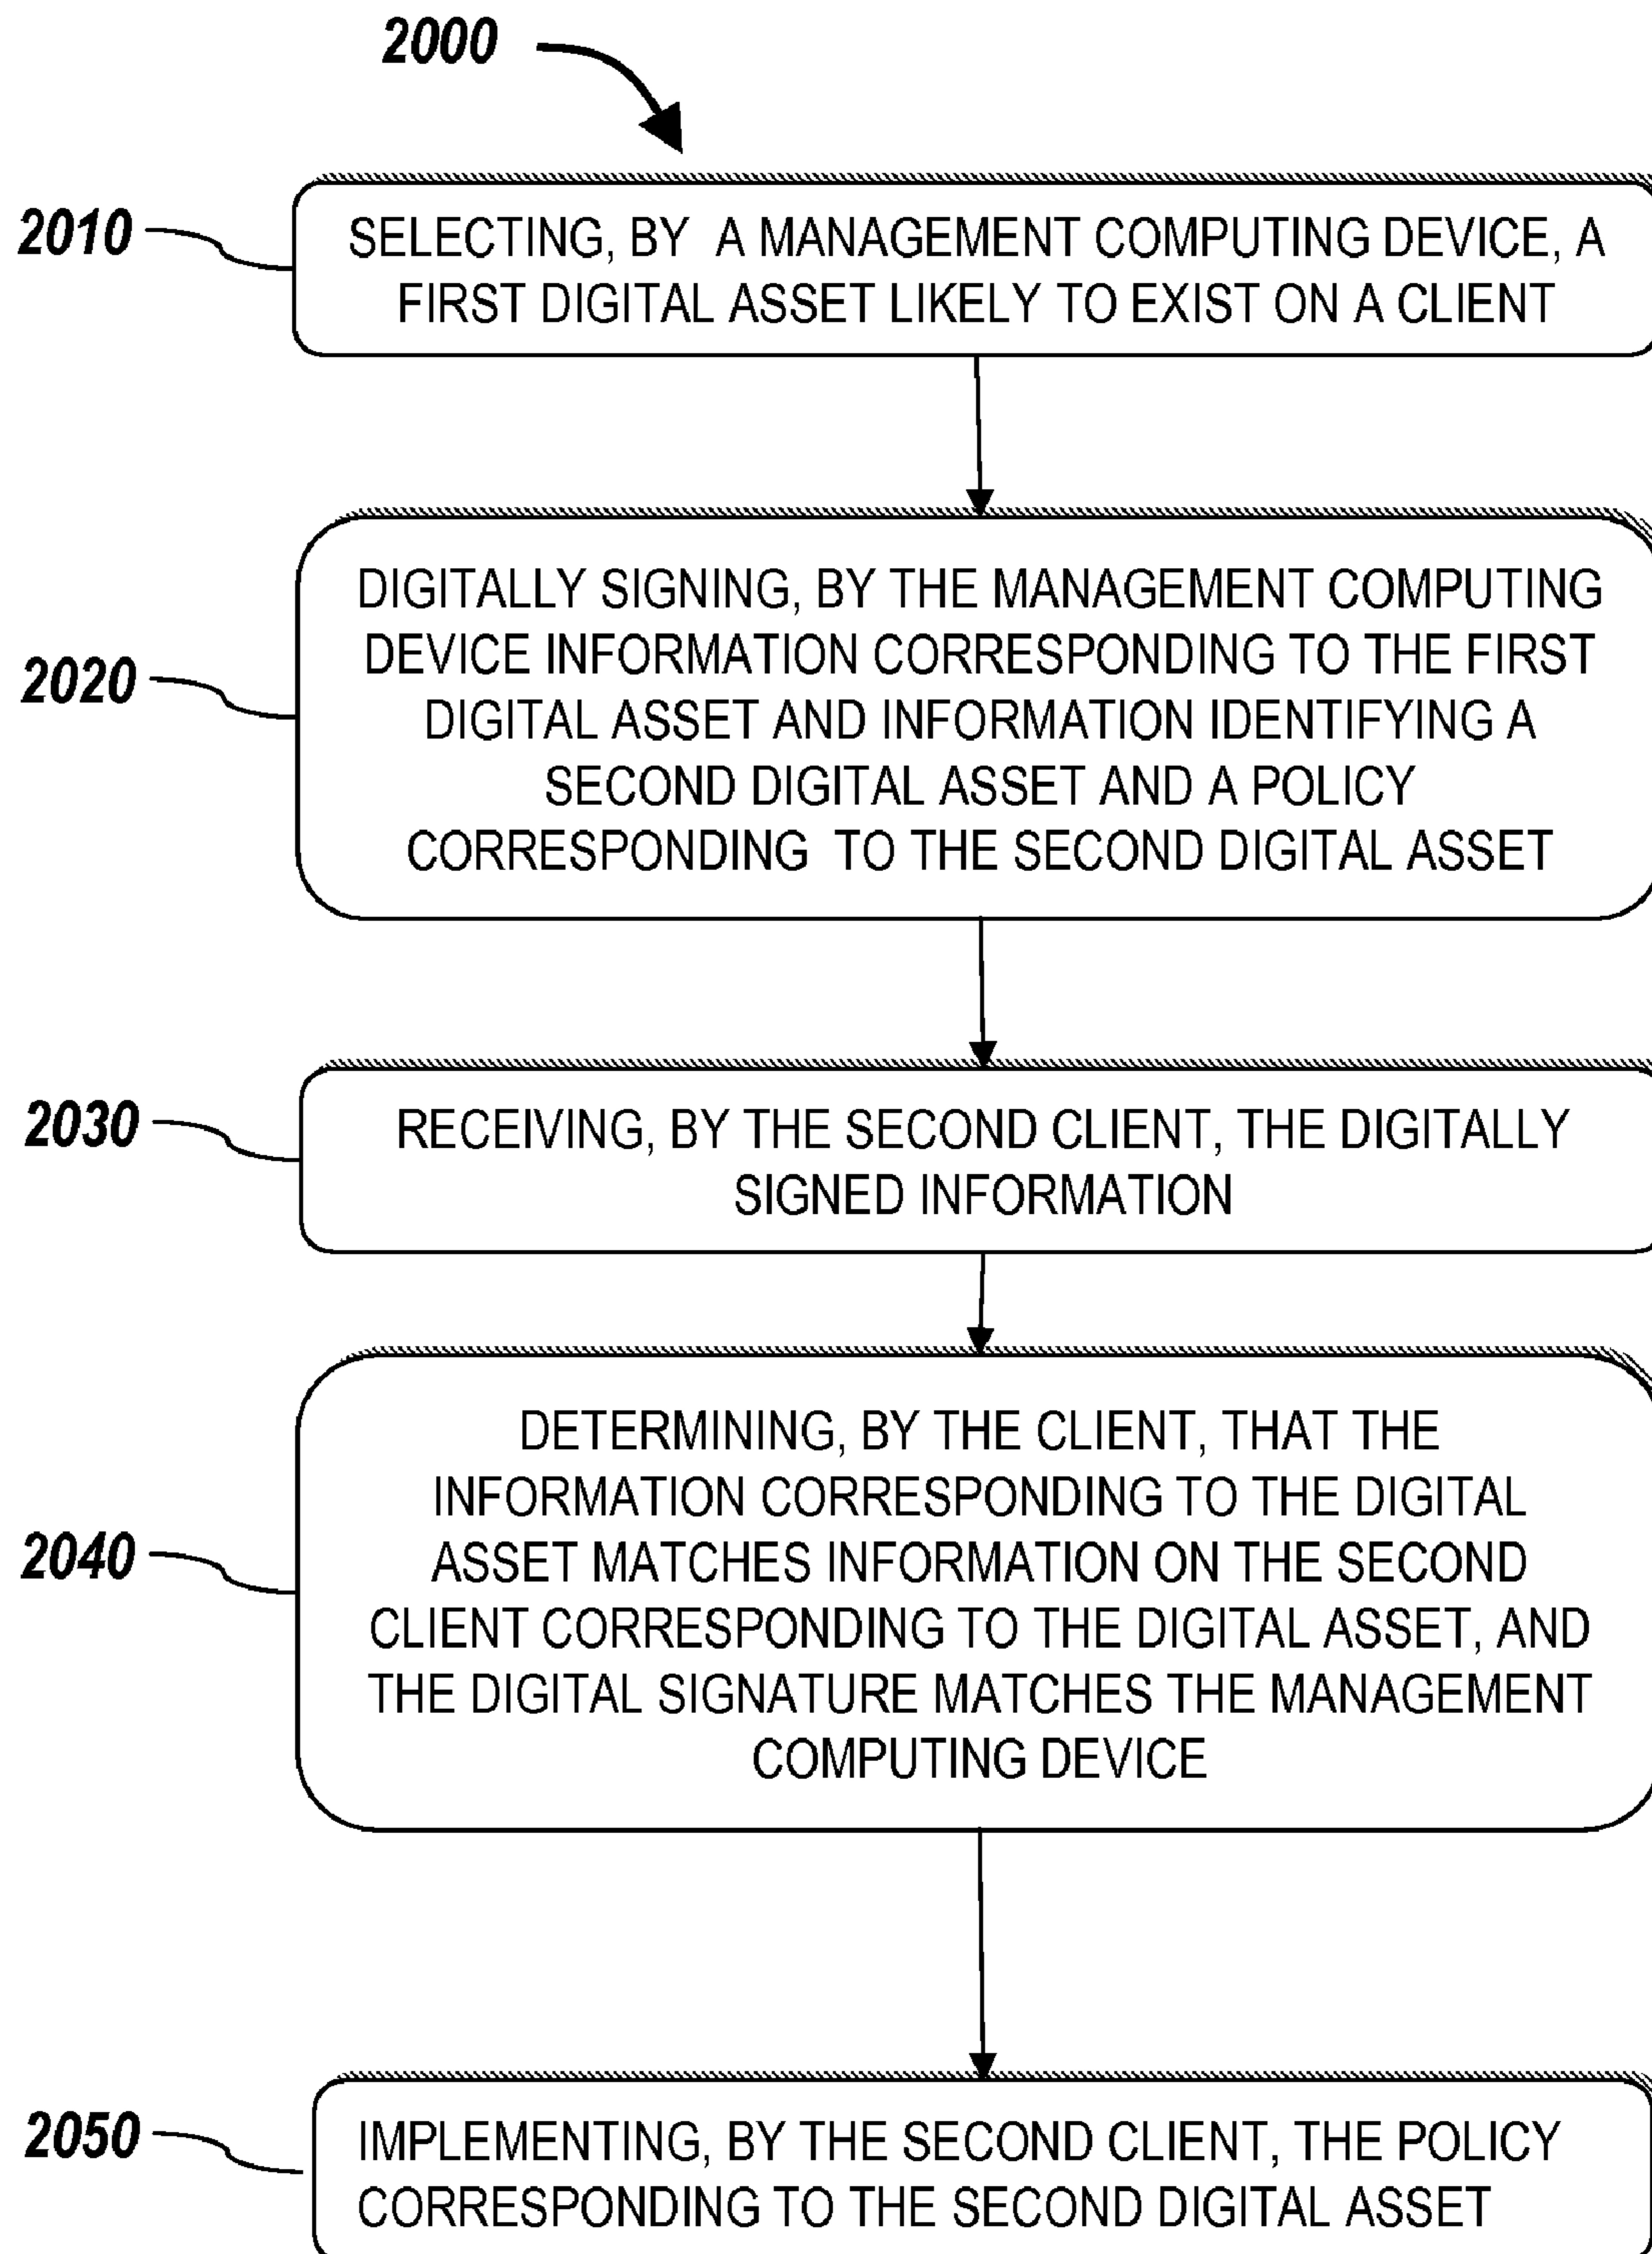 2000
2010
SELECTING, BY A MANAGEMENT COMPUTING DEVICE, A
FIRST DIGITAL ASSET LIKELY TO EXIST ON A CLIENT
2020
DIGITALLY SIGNING, BY THE MANAGEMENT COMPUTING
DEVICE INFORMATION CORRESPONDING TO THE FIRST
DIGITAL ASSET AND INFORMATION IDENTIFYING A
SECOND DIGITAL ASSET AND A POLICY
CORRESPONDING TO THE SECOND DIGITAL ASSET
2030
RECEIVING, BY THE SECOND CLIENT, THE DIGITALLY
SIGNED INFORMATION
2040
DETERMINING, BY THE CLIENT, THAT THE
INFORMATION CORRESPONDING TO THE DIGITAL
ASSET MATCHES INFORMATION ON THE SECOND
CLIENT CORRESPONDING TO THE DIGITAL ASSET, AND
THE DIGITAL SIGNATURE MATCHES THE MANAGEMENT
COMPUTING DEVICE
2050
IMPLEMENTING, BY THE SECOND CLIENT, THE POLICY
CORRESPONDING TO THE SECOND DIGITAL ASSET